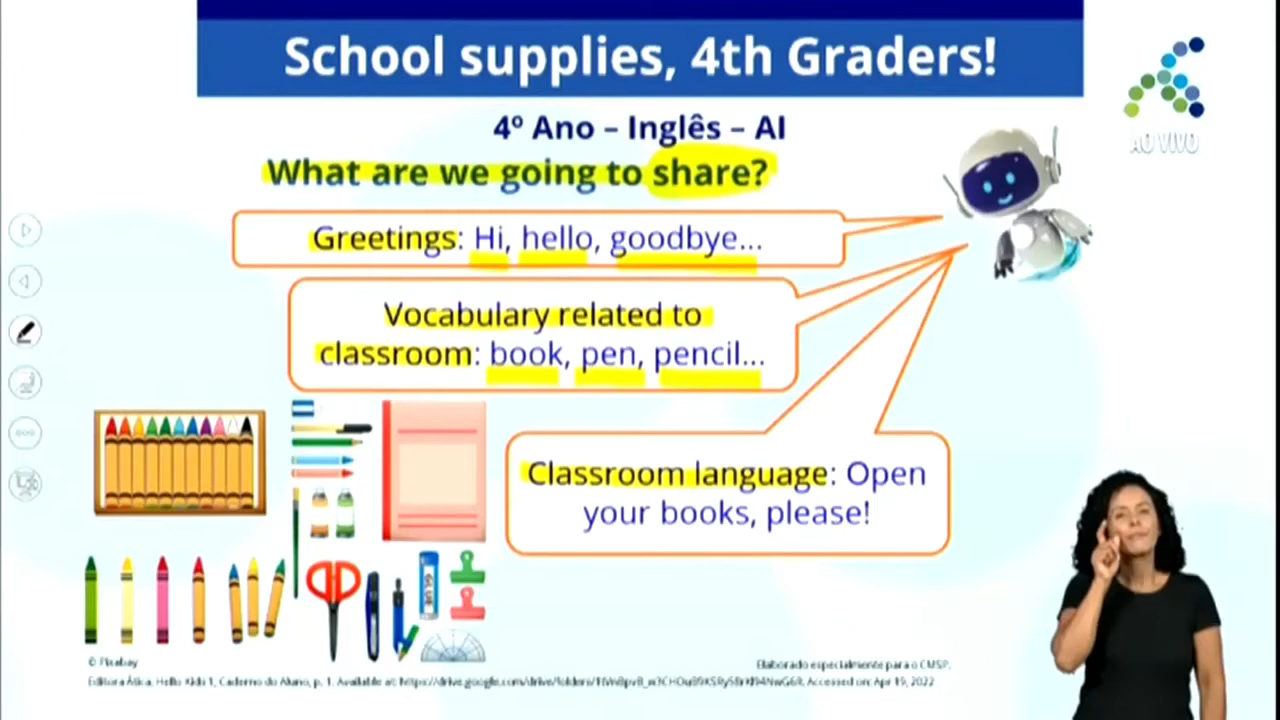 School supplies, 4th Graders!
4º Ano – Inglês – AI
AO VIVO
What are we going to share?
Greetings: Hi, hello, goodbye...
Vocabulary related to
classroom: book, pen, pencil...
Classroom language: Open
your books, please!
GLUE
© Pixabay
Elaborado especialmente para o CMSP.
Editora Ática. Hello Kids 1, Caderno do Aluno, p. 1. Available at: Accessed on: Apr 19, 2022